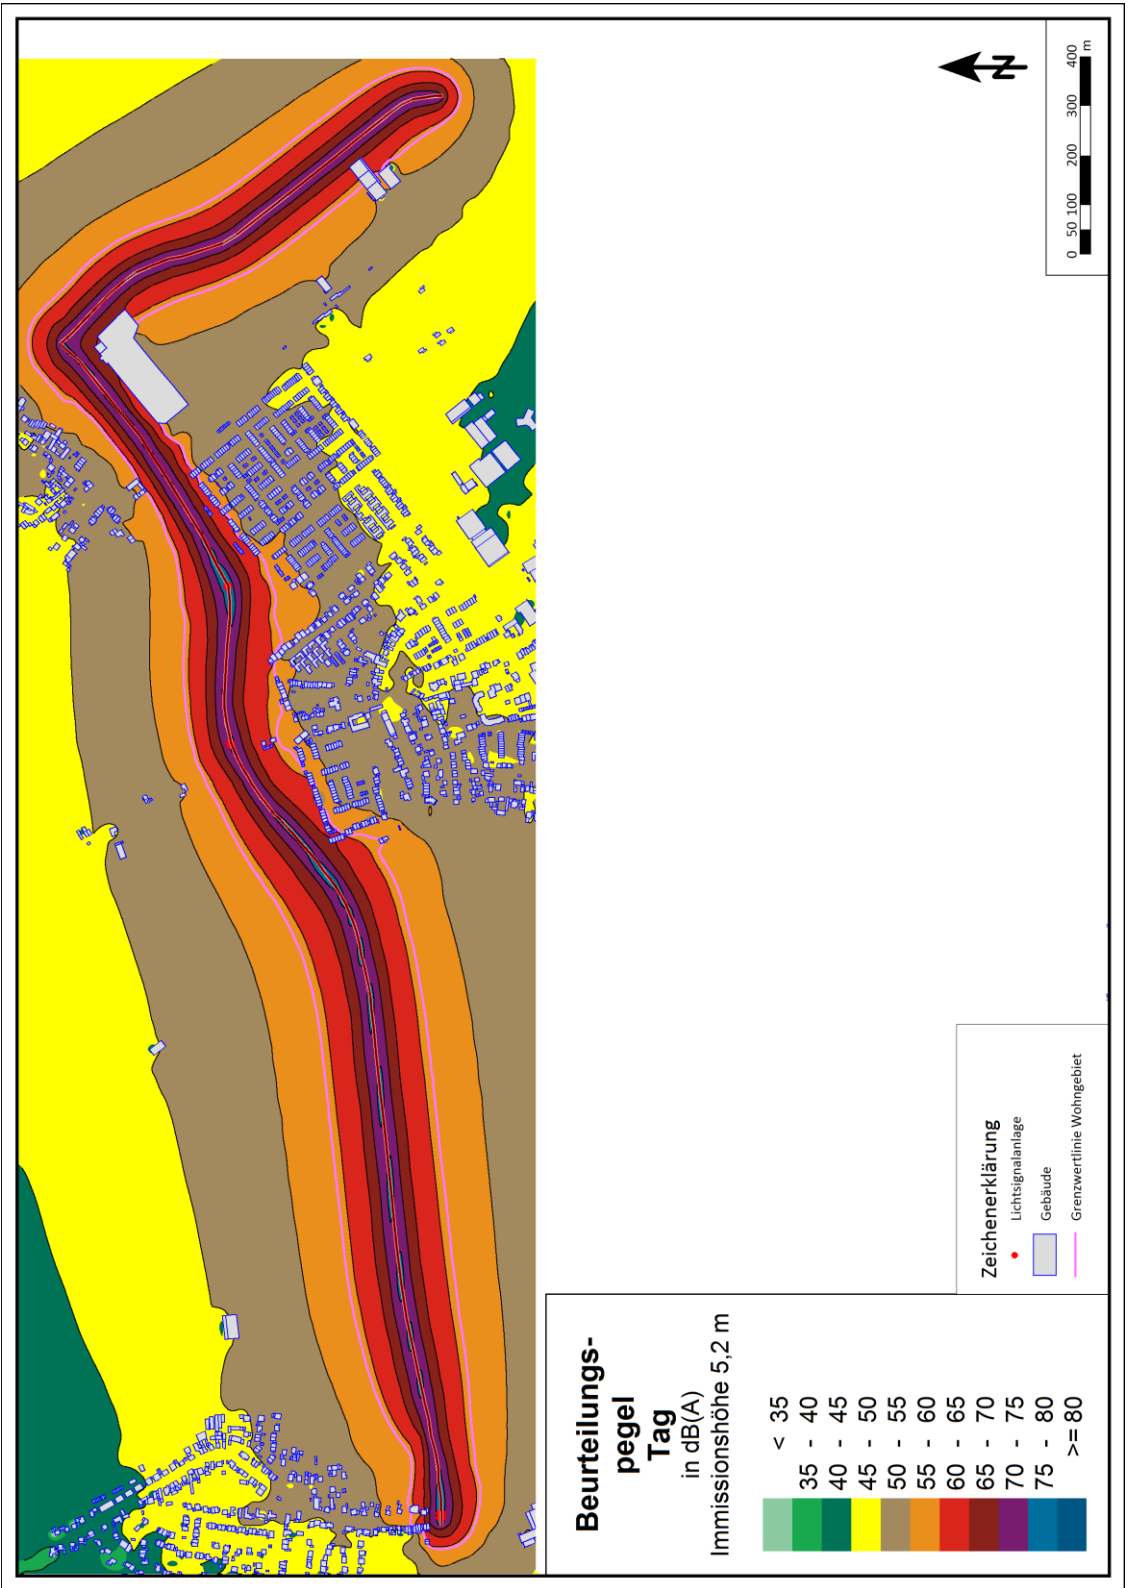 N
0 50 100 200 300 400
m
Beurteilungs-
pegel
Tag
in dB(A)
Immissionshöhe 5,2 m
< 35
35 - 40
40 - 45
45 - 50
50 - 55
55 - 60
60 - 65
65 - 70
70 - 75
75 - 80
>= 80
Zeichenerklärung
Lichtsignalanlage
Gebäude
Grenzwertlinie Wohngebiet